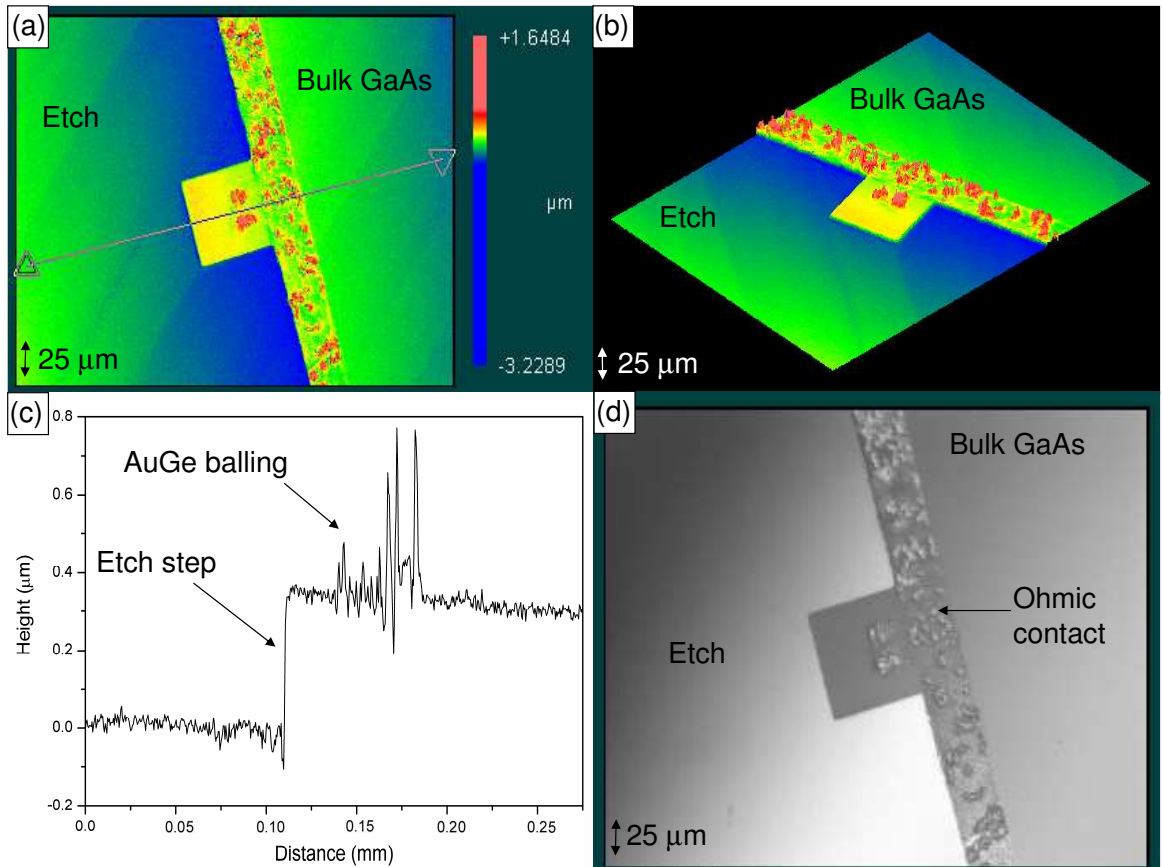 (a)
Etch
Bulk GaAs
25 μm
+1.6484
μm
-3.2289
(b)
Bulk GaAs
Etch
25 μm
(c)
0.8
0.6
0.4
0.2
0.0
-0.2
Height (μm)
AuGe balling
Etch step
0.0
0.05
0.10
0.15
0.20
0.25
Distance (mm)
(d)
Bulk GaAs
Ohmic
contact
Etch
25 μm